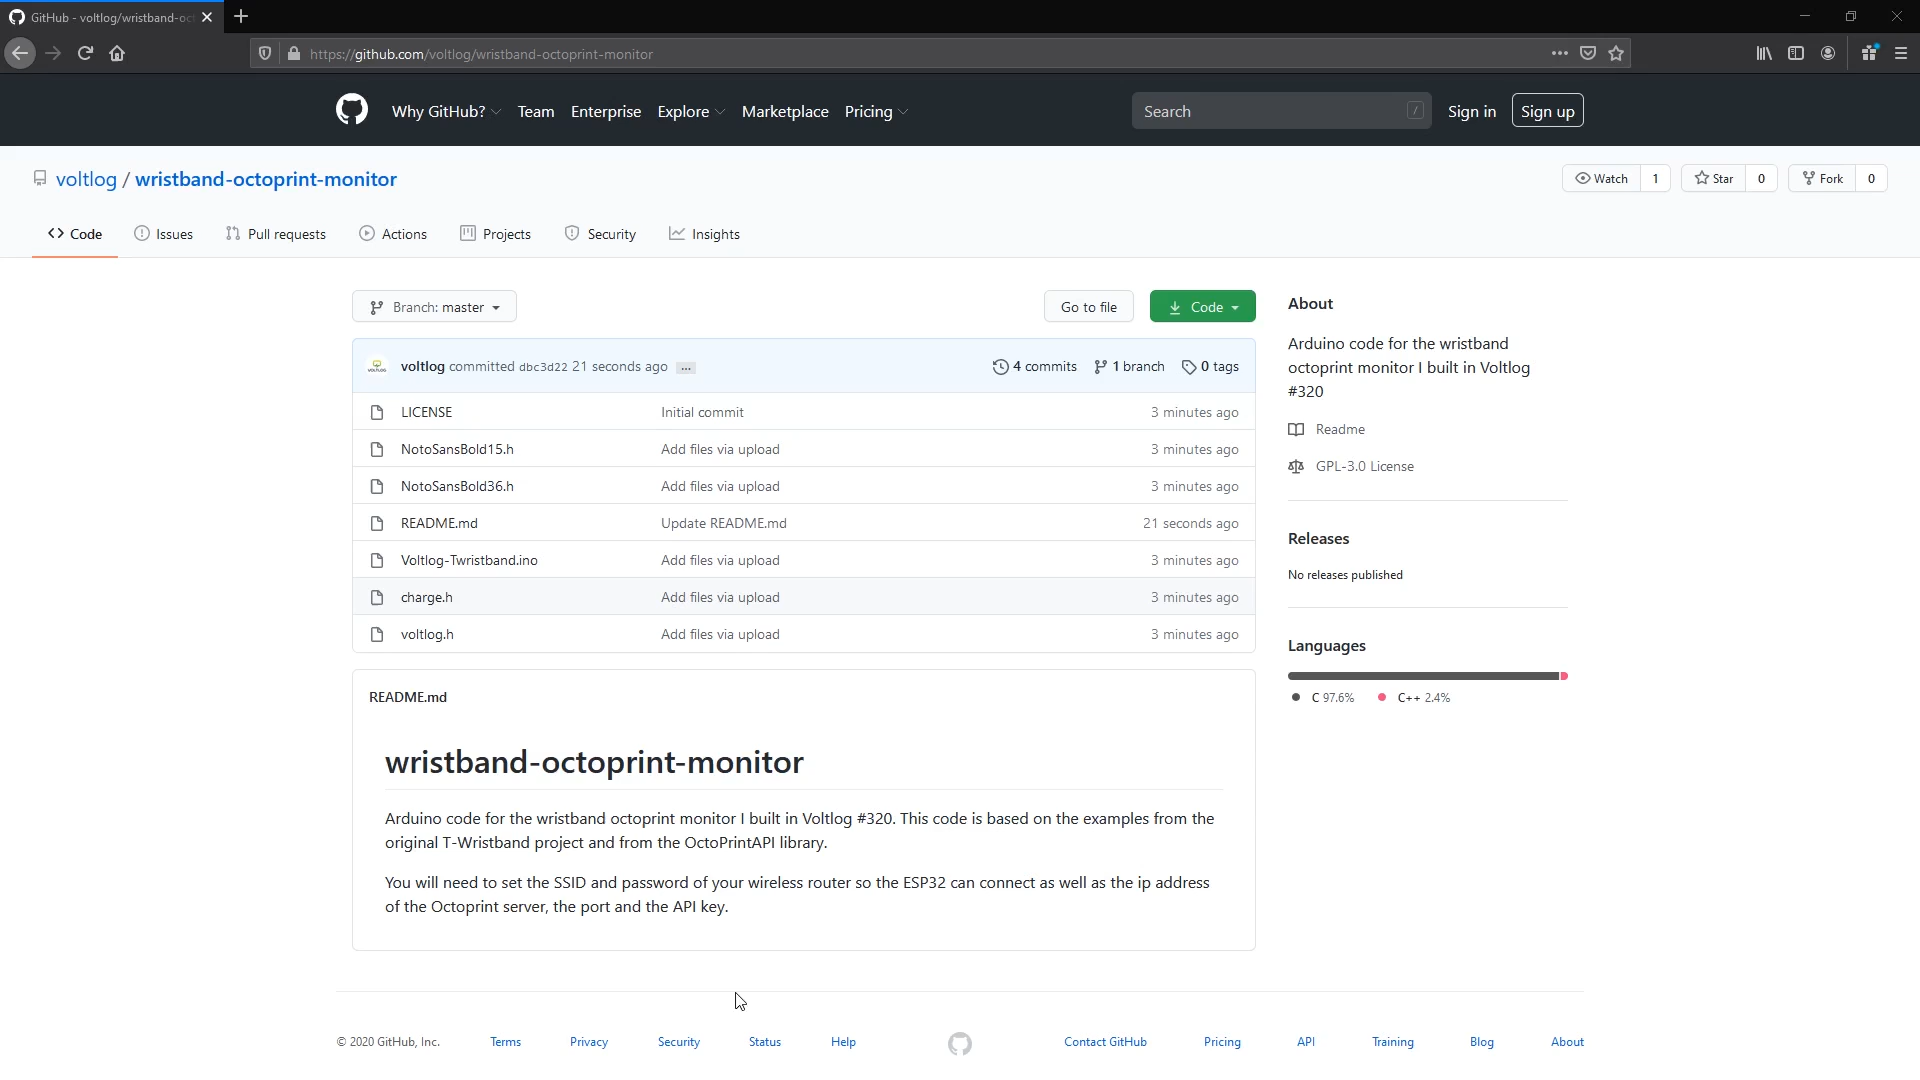 GitHub - voltlog/wristband-oct
https://github.com/voltlog/wristband-octoprint-monitor
Why GitHub? Team Enterprise Explore Marketplace Pricing Search / Sign in Sign up
voltlog / wristband-octoprint-monitor Watch 1 Star 0 Fork 0
Code Issues Pull requests Actions Projects Security Insights
Branch: master Go to file Code
voltlog committed dbc3d22 21 seconds ago ... 4 commits 1 branch 0 tags
LICENSE Initial commit 3 minutes ago
NotoSansBold15.h Add files via upload 3 minutes ago
NotoSansBold36.h Add files via upload 3 minutes ago
README.md Update README.md 21 seconds ago
Voltlog-Twristband.ino Add files via upload 3 minutes ago
charge.h Add files via upload 3 minutes ago
voltlog.h Add files via upload 3 minutes ago
README.md
wristband-octoprint-monitor
Arduino code for the wristband octoprint monitor I built in Voltlog #320. This code is based on the examples from the
original T-Wristband project and from the OctoPrintAPI library.
You will need to set the SSID and password of your wireless router so the ESP32 can connect as well as the ip address
of the Octoprint server, the port and the API key.
About
Arduino code for the wristband
octoprint monitor I built in Voltlog
#320
Readme
GPL-3.0 License
Releases
No releases published
Languages
C 97.6% C++ 2.4%
© 2020 GitHub, Inc. Terms Privacy Security Status Help Contact GitHub Pricing API Training Blog About